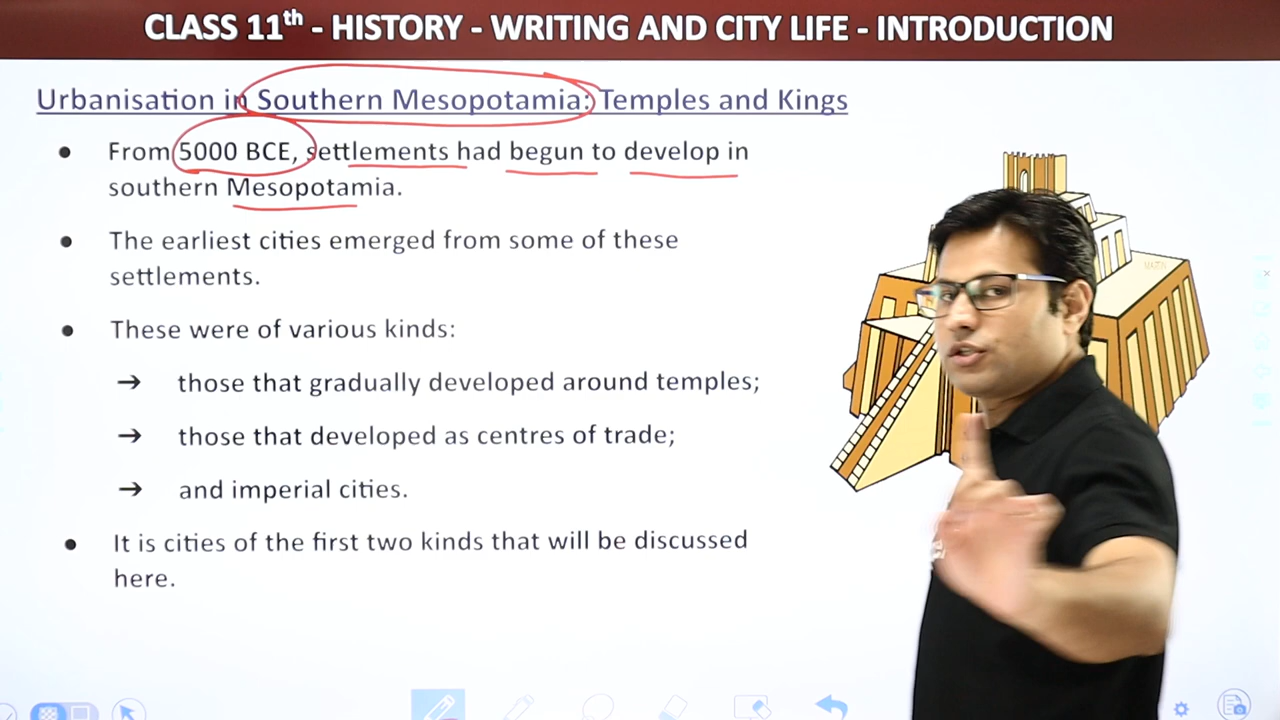 CLASS 11th - HISTORY - WRITING AND CITY LIFE - INTRODUCTION
Urbanisation in Southern Mesopotamia: Temples and Kings
● From 5000 BCE, settlements had begun to develop in
southern Mesopotamia.
● The earliest cities emerged from some of these
settlements.
● These were of various kinds:
➔ those that gradually developed around temples;
➔ those that developed as centres of trade;
➔ and imperial cities.
● It is cities of the first two kinds that will be discussed
here.